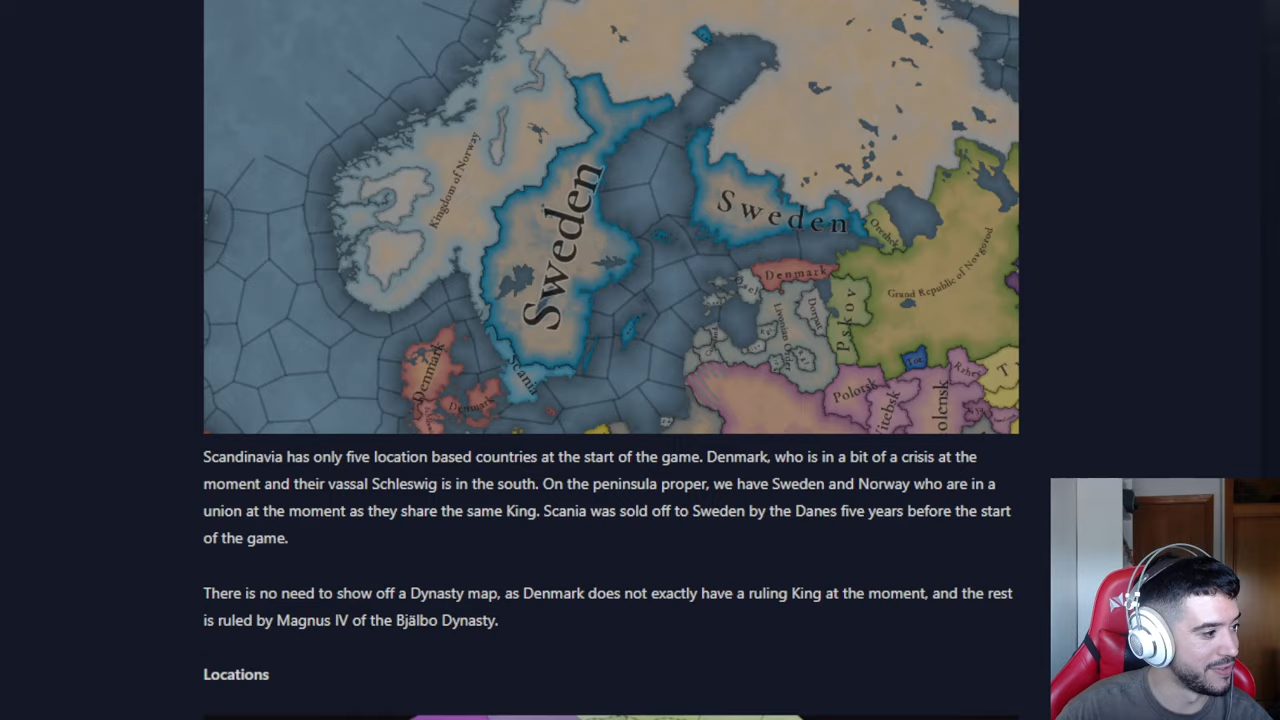 Kingdom of Norway
Sweden
Sweden
Oreshek
Grand Republic of Novgorod
Denmark
Livonian Order
Dorpat
Pskov
Denmark
Scania
Denmark
Polotsk
Scandinavia has only five location based countries at the start of the game. Denmark, who is in a bit of a crisis at the
moment and their vassal Schleswig is in the south. On the peninsula proper, we have Sweden and Norway who are in a
union at the moment as they share the same King. Scania was sold off to Sweden by the Danes five years before the start
of the game.
There is no need to show off a Dynasty map, as Denmark does not exactly have a ruling King at the moment, and the rest
is ruled by Magnus IV of the Bjälbo Dynasty.
Locations